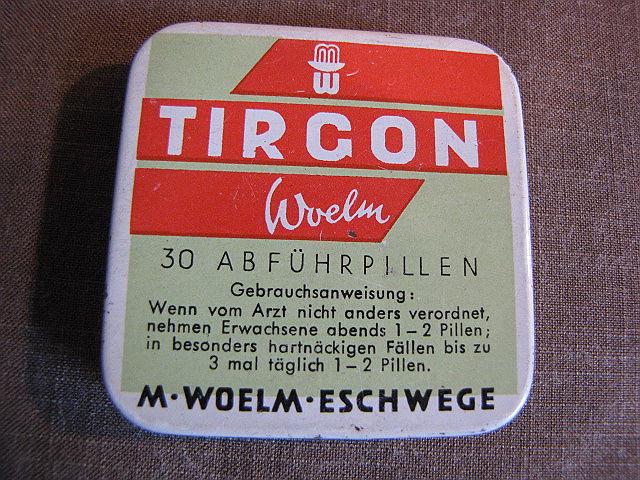 M
W
TIRGON
Woelm
30 ABFÜHRPILLEN
Gebrauchsanweisung:
Wenn vom Arzt nicht anders verordnet,
nehmen Erwachsene abends 1-2 Pillen;
in besonders hartnäckigen Fällen bis zu
3 mal täglich 1-2 Pillen.
M·WOELM·ESCHWEGE